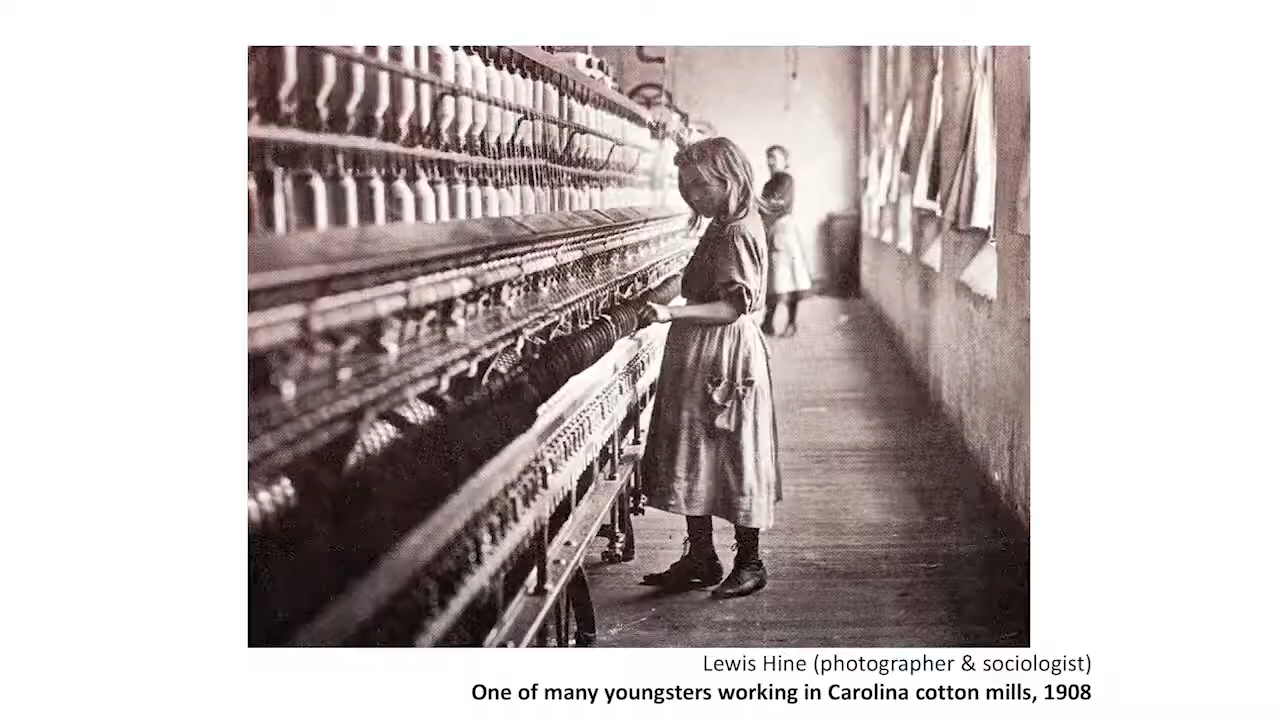 Lewis Hine (photographer & sociologist)
One of many youngsters working in Carolina cotton mills, 1908